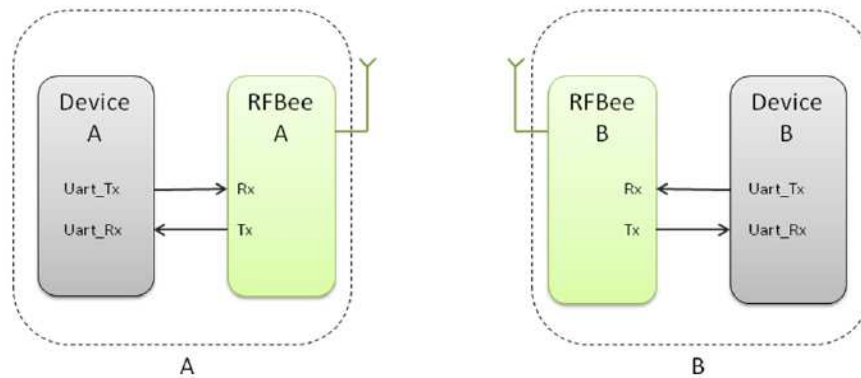 Device
A
Uart_Tx
Uart_Rx
RFBee
A
Rx
Tx
A
RFBee
B
Rx
Tx
Device
B
Uart_Tx
Uart_Rx
B